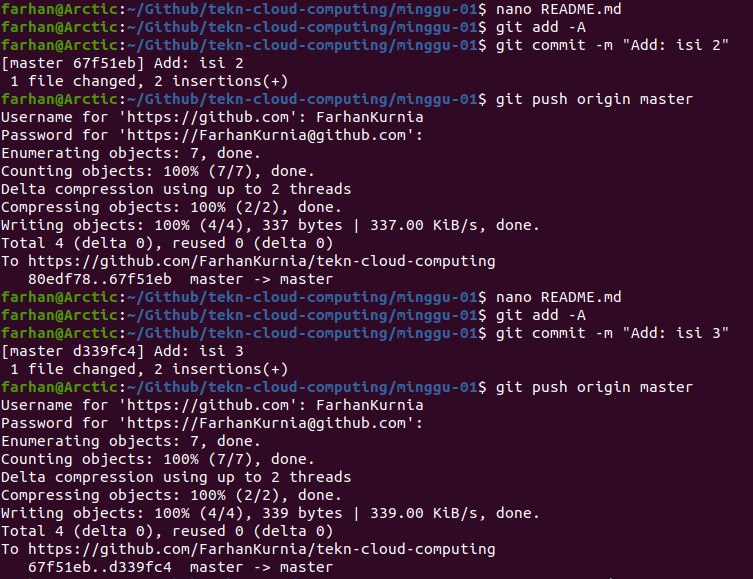 farhan@Arctic:~/Github/tekn-cloud-computing/minggu-01$ nano README.md
farhan@Arctic:~/Github/tekn-cloud-computing/minggu-01$ git add -A
farhan@Arctic:~/Github/tekn-cloud-computing/minggu-01$ git commit -m "Add: isi 2"
[master 67f51eb] Add: isi 2
 1 file changed, 2 insertions(+)
farhan@Arctic:~/Github/tekn-cloud-computing/minggu-01$ git push origin master
Username for 'https://github.com': FarhanKurnia
Password for 'https://FarhanKurnia@github.com':
Enumerating objects: 7, done.
Counting objects: 100% (7/7), done.
Delta compression using up to 2 threads
Compressing objects: 100% (2/2), done.
Writing objects: 100% (4/4), 337 bytes | 337.00 KiB/s, done.
Total 4 (delta 0), reused 0 (delta 0)
To https://github.com/FarhanKurnia/tekn-cloud-computing
   80edf78..67f51eb  master -> master
farhan@Arctic:~/Github/tekn-cloud-computing/minggu-01$ nano README.md
farhan@Arctic:~/Github/tekn-cloud-computing/minggu-01$ git add -A
farhan@Arctic:~/Github/tekn-cloud-computing/minggu-01$ git commit -m "Add: isi 3"
[master d339fc4] Add: isi 3
 1 file changed, 2 insertions(+)
farhan@Arctic:~/Github/tekn-cloud-computing/minggu-01$ git push origin master
Username for 'https://github.com': FarhanKurnia
Password for 'https://FarhanKurnia@github.com':
Enumerating objects: 7, done.
Counting objects: 100% (7/7), done.
Delta compression using up to 2 threads
Compressing objects: 100% (2/2), done.
Writing objects: 100% (4/4), 339 bytes | 339.00 KiB/s, done.
Total 4 (delta 0), reused 0 (delta 0)
To https://github.com/FarhanKurnia/tekn-cloud-computing
   67f51eb..d339fc4  master -> master